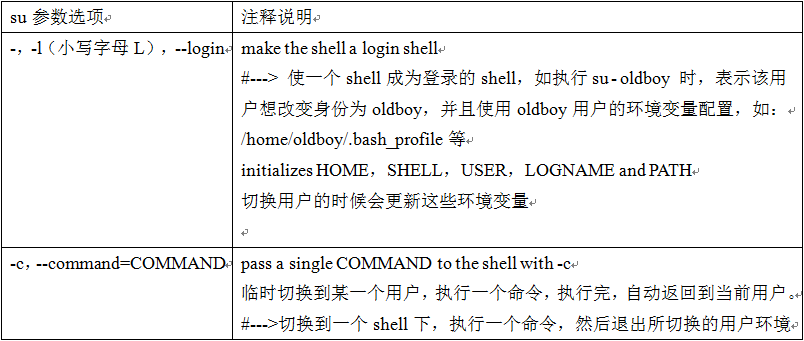 su 参数选项
注释说明
-，-l（小写字母 L），--login
make the shell a login shell
#---> 使一个 shell 成为登录的 shell，如执行 su - oldboy 时，表示该用
户想改变身份为 oldboy，并且使用 oldboy 用户的环境变量配置，如：
/home/oldboy/.bash_profile 等
initializes HOME，SHELL，USER，LOGNAME and PATH
切换用户的时候会更新这些环境变量
-c，--command=COMMAND
pass a single COMMAND to the shell with -c
临时切换到某一个用户，执行一个命令，执行完，自动返回到当前用户。
#--->切换到一个 shell 下，执行一个命令，然后退出所切换的用户环境